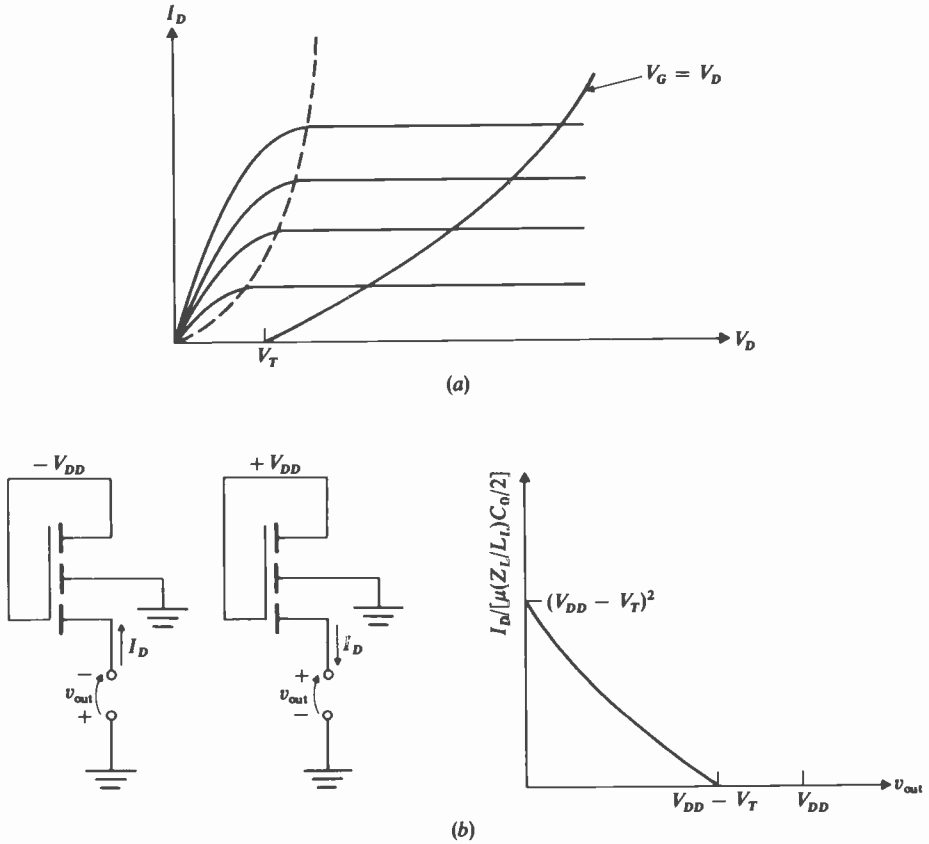 I_D
V_G = V_D
V_T
V_D
(a)
− V_DD
+ V_DD
I_D/[μ(Z_L/L_L)C_0/2]
(V_DD − V_T)^2
I_D
I_D
−
v_out
+
+
v_out
−
V_DD − V_T
V_DD
v_out
(b)